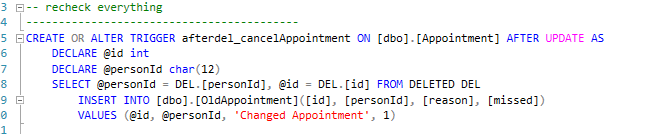 3 -- recheck everything
4 ---------------------------------------
5 CREATE OR ALTER TRIGGER afterdel_cancelAppointment ON [dbo].[Appointment] AFTER UPDATE AS
6 DECLARE @id int
7 DECLARE @personId char(12)
8 SELECT @personId = DEL.[personId], @id = DEL.[id] FROM DELETED DEL
9 INSERT INTO [dbo].[OldAppointment]([id], [personId], [reason], [missed])
0 VALUES (@id, @personId, 'Changed Appointment', 1)
1